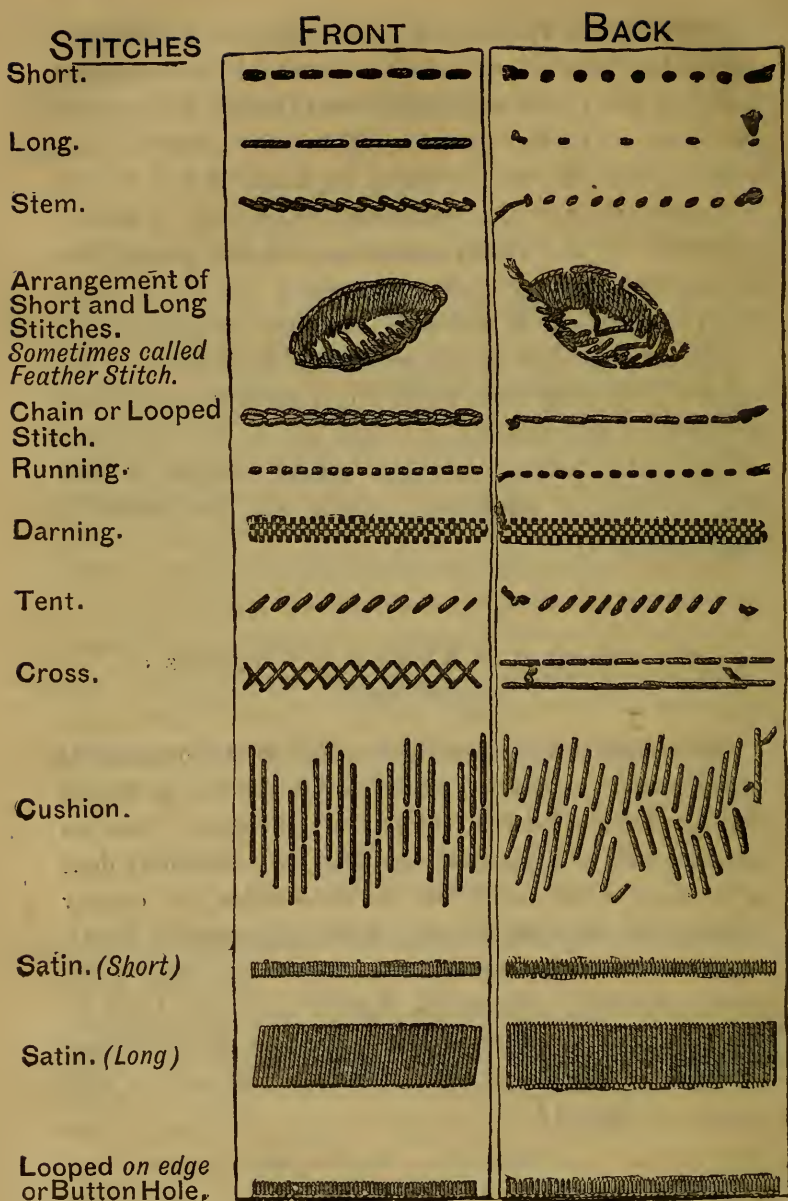 STITCHES FRONT BACK
Short.
Long.
Stem.
Arrangement of
Short and Long
Stitches.
Sometimes called
Feather Stitch.
Chain or Looped
Stitch.
Running.
Darning.
Tent.
Cross.
Cushion.
Satin. (Short)
Satin. (Long)
Looped on edge
or Button Hole,